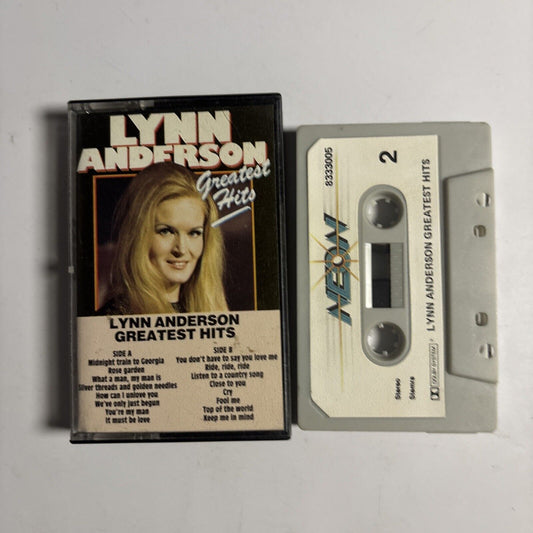 LYNN
ANDERSON
Greatest
Hits
LYNN ANDERSON
GREATEST HITS
SIDE A
Midnight train to Georgia
Rose garden
What a man, my man is
Silver threads and golden needles
How can I unlove you
We've only just begun
You're my man
It must be love
SIDE B
You don't have to say you love me
Ride, ride, ride
Listen to a country song
Close to you
Cry
Fool me
Top of the world
Keep me in mind
8333005
2
NEON
LYNN ANDERSON GREATEST HITS
Stereo
Stemra
DOLBY SYSTEM